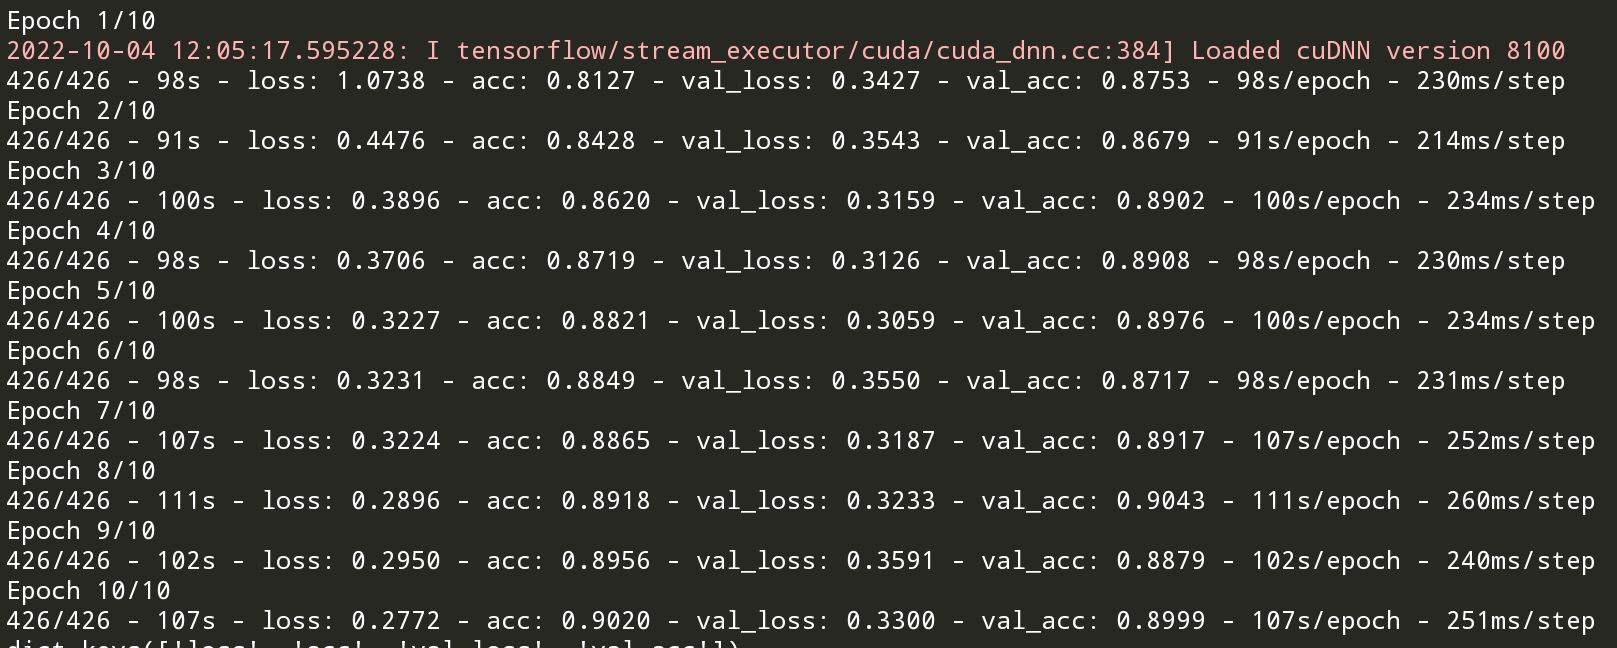 Epoch 1/10
2022-10-04 12:05:17.595228: I tensorflow/stream_executor/cuda/cuda_dnn.cc:384] Loaded cuDNN version 8100
426/426 - 98s - loss: 1.0738 - acc: 0.8127 - val_loss: 0.3427 - val_acc: 0.8753 - 98s/epoch - 230ms/step
Epoch 2/10
426/426 - 91s - loss: 0.4476 - acc: 0.8428 - val_loss: 0.3543 - val_acc: 0.8679 - 91s/epoch - 214ms/step
Epoch 3/10
426/426 - 100s - loss: 0.3896 - acc: 0.8620 - val_loss: 0.3159 - val_acc: 0.8902 - 100s/epoch - 234ms/step
Epoch 4/10
426/426 - 98s - loss: 0.3706 - acc: 0.8719 - val_loss: 0.3126 - val_acc: 0.8908 - 98s/epoch - 230ms/step
Epoch 5/10
426/426 - 100s - loss: 0.3227 - acc: 0.8821 - val_loss: 0.3059 - val_acc: 0.8976 - 100s/epoch - 234ms/step
Epoch 6/10
426/426 - 98s - loss: 0.3231 - acc: 0.8849 - val_loss: 0.3550 - val_acc: 0.8717 - 98s/epoch - 231ms/step
Epoch 7/10
426/426 - 107s - loss: 0.3224 - acc: 0.8865 - val_loss: 0.3187 - val_acc: 0.8917 - 107s/epoch - 252ms/step
Epoch 8/10
426/426 - 111s - loss: 0.2896 - acc: 0.8918 - val_loss: 0.3233 - val_acc: 0.9043 - 111s/epoch - 260ms/step
Epoch 9/10
426/426 - 102s - loss: 0.2950 - acc: 0.8956 - val_loss: 0.3591 - val_acc: 0.8879 - 102s/epoch - 240ms/step
Epoch 10/10
426/426 - 107s - loss: 0.2772 - acc: 0.9020 - val_loss: 0.3300 - val_acc: 0.8999 - 107s/epoch - 251ms/step
dict_keys(['loss', 'acc', 'val_loss', 'val_acc'])